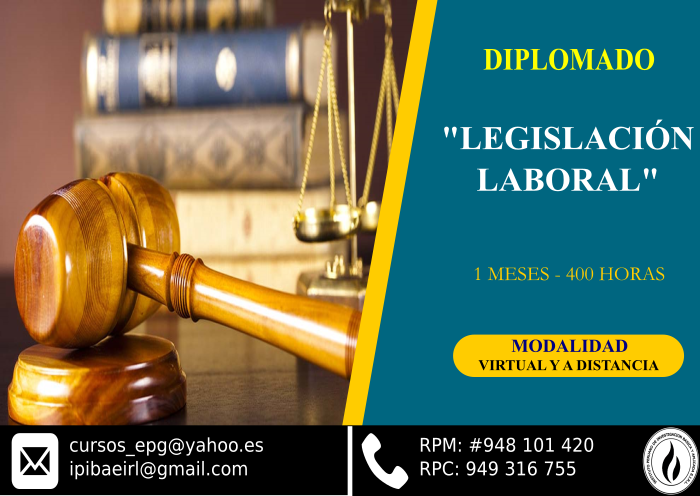 DIPLOMADO
"LEGISLACIÓN
LABORAL"
1 MESES - 400 HORAS
MODALIDAD
VIRTUAL Y A DISTANCIA
cursos_epg@yahoo.es
ipibaeirl@gmail.com
RPM: #948 101 420
RPC: 949 316 755